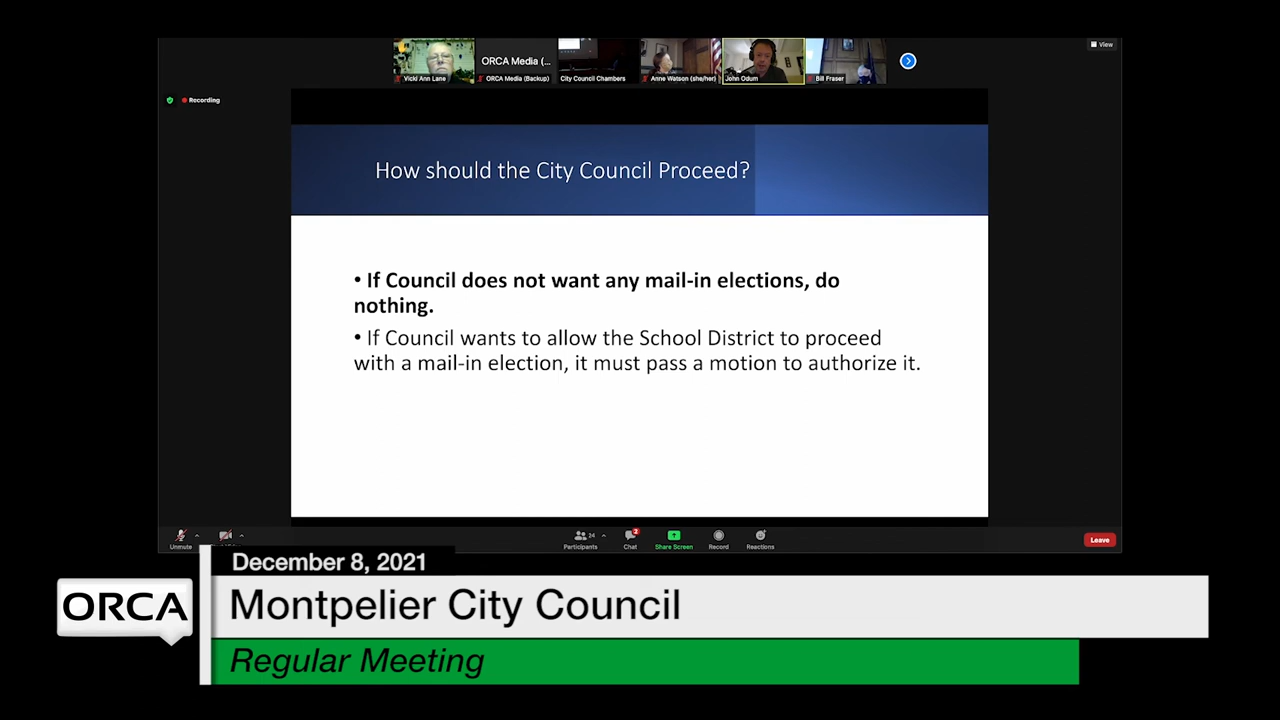 View
Vicki Ann Lane
ORCA Media (...
ORCA Media (Backup)
City Council Chambers
Anne Watson (she/her)
John Odum
Bill Fraser
Recording
How should the City Council Proceed?
• If Council does not want any mail-in elections, do
nothing.
• If Council wants to allow the School District to proceed
with a mail-in election, it must pass a motion to authorize it.
Unmute
Participants
24
Chat
2
Share Screen
Record
Reactions
Leave
December 8, 2021
ORCA
Montpelier City Council
Regular Meeting